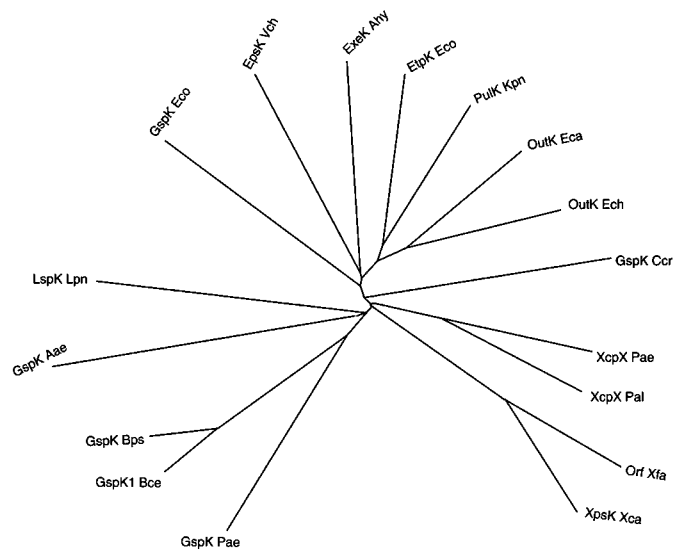 ExeK Ahy
EpsK Vch
EtpK Eco
PulK Kpn
GspK Eco
OutK Eca
OutK Ech
GspK Ccr
LspK Lpn
GspK Aae
XcpX Pae
XcpX Pal
GspK Bps
Orf Xfa
GspK1 Bce
XpsK Xca
GspK Pae